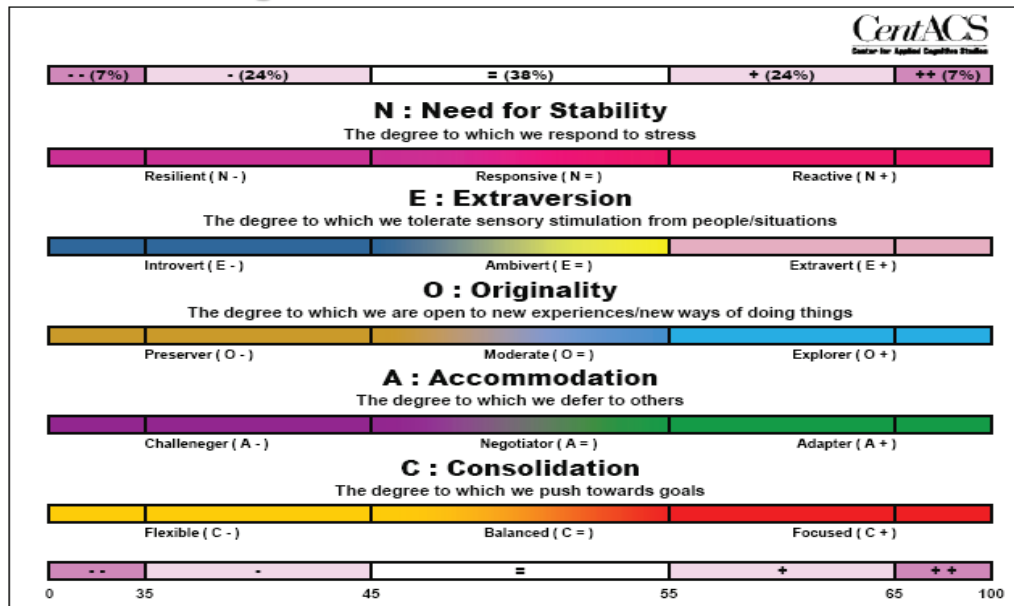 CentACS
Center for Applied Cognitive Studies
- - (7%) - (24%) = (38%) + (24%) ++ (7%)
N : Need for Stability
The degree to which we respond to stress
Resilient ( N - ) Responsive ( N = ) Reactive ( N + )
E : Extraversion
The degree to which we tolerate sensory stimulation from people/situations
Introvert ( E - ) Ambivert ( E = ) Extravert ( E + )
O : Originality
The degree to which we are open to new experiences/new ways of doing things
Preserver ( O - ) Moderate ( O = ) Explorer ( O + )
A : Accommodation
The degree to which we defer to others
Challeneger ( A - ) Negotiator ( A = ) Adapter ( A + )
C : Consolidation
The degree to which we push towards goals
Flexible ( C - ) Balanced ( C = ) Focused ( C + )
- - - = + + +
0 35 45 55 65 100